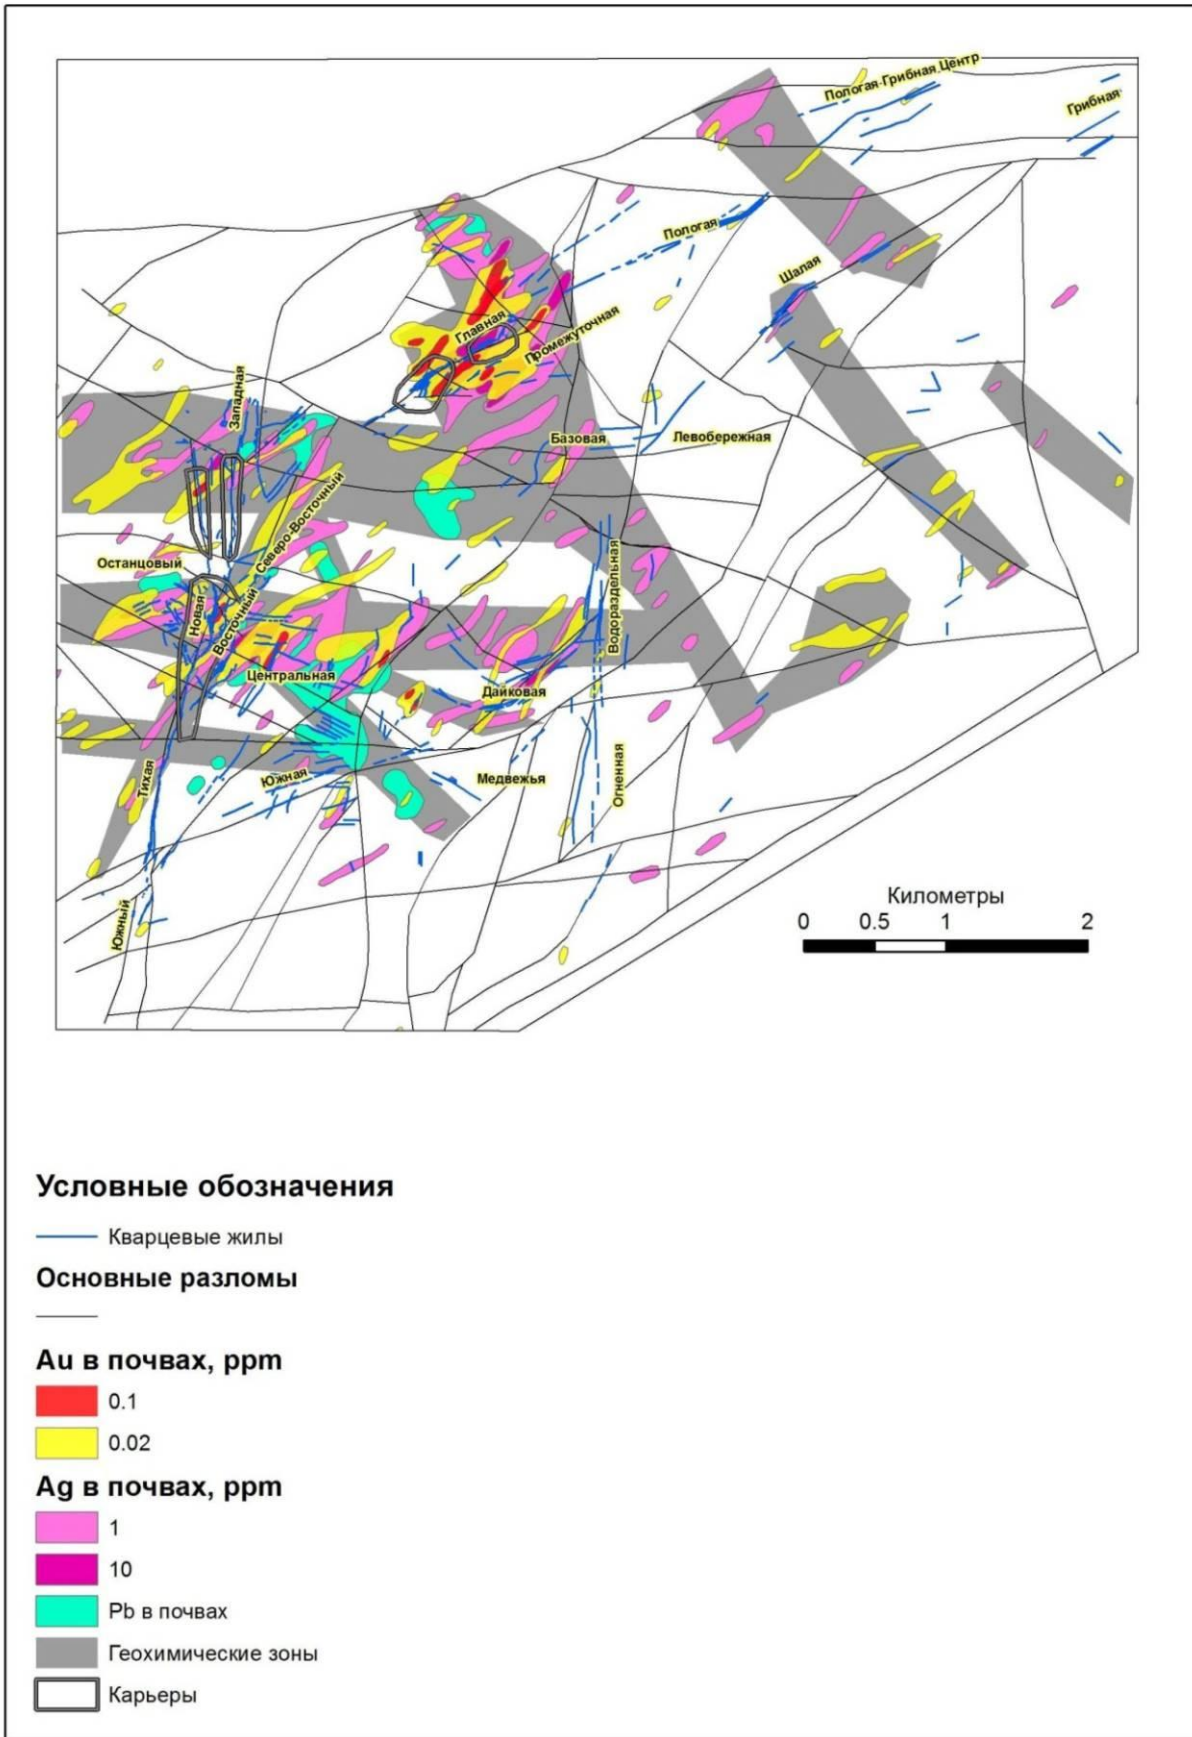 Пологая-Грибная Центр
Грибная
Пологая
Шалая
Главная
Промежуточная
Западная
Базовая
Левобережная
Северо-Восточный
Останцовый
Новая
Восточный
Водораздельная
Центральная
Дайковая
Тихая
Южная
Медвежья
Огненная
Южный
Километры
0 0.5 1 2
Условные обозначения
Кварцевые жилы
Основные разломы
Au в почвах, ppm
0.1
0.02
Ag в почвах, ppm
1
10
Pb в почвах
Геохимические зоны
Карьеры